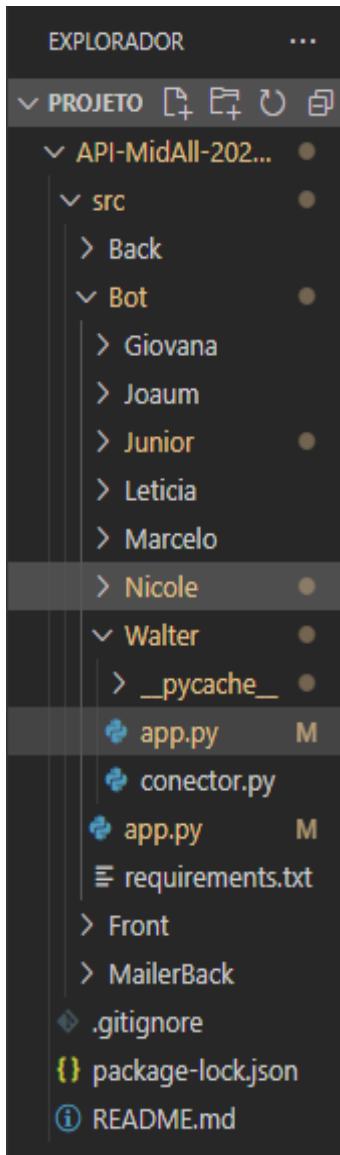 EXPLORADOR ...
PROJETO
API-MidAll-202...
src
Back
Bot
Giovana
Joaum
Junior
Leticia
Marcelo
Nicole
Walter
__pycache__
app.py M
conector.py
app.py M
requirements.txt
Front
MailerBack
.gitignore
{} package-lock.json
README.md